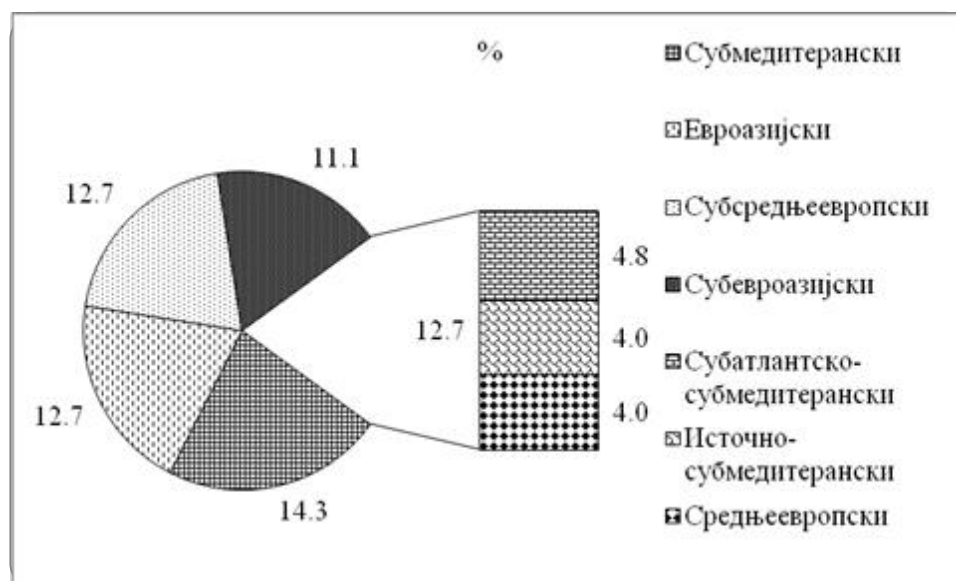 %
Субмедитерански
Евроазијски
Субсредњеевропски
Субевроазијски
Субатлантско-
субмедитерански
Источно-
субмедитерански
Средњеевропски
11.1
12.7
12.7
14.3
12.7
4.8
4.0
4.0